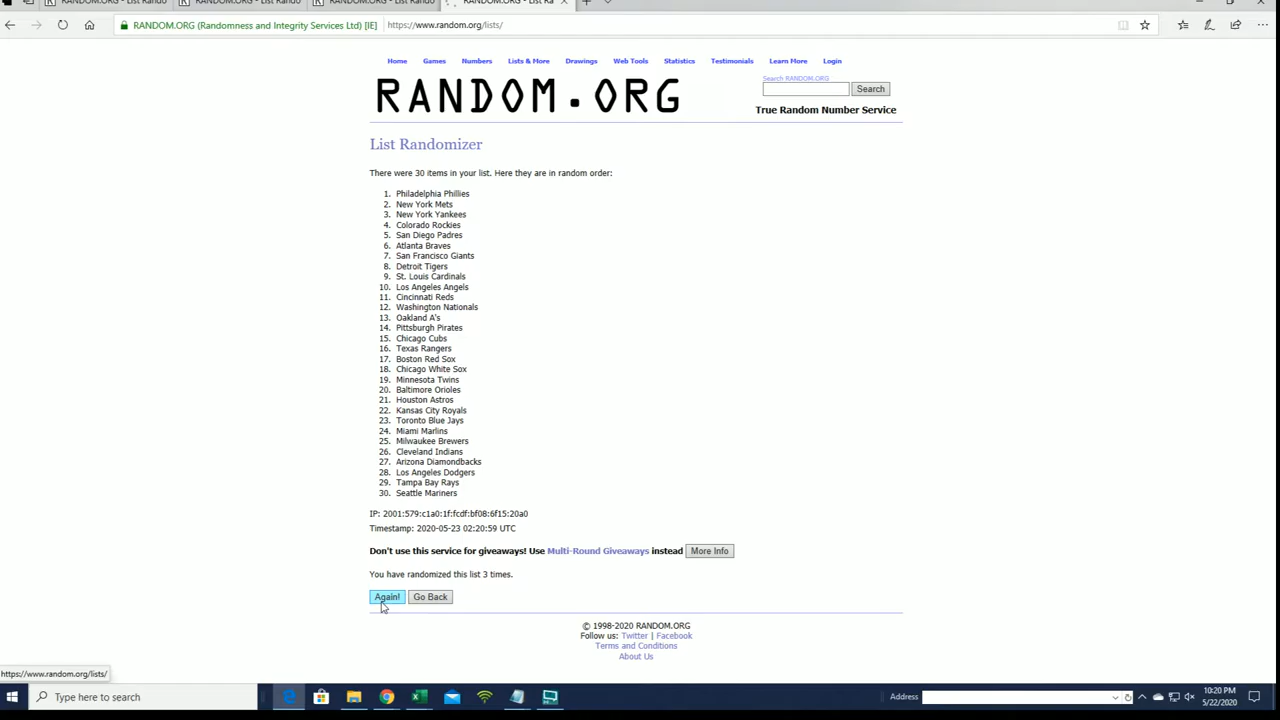 RANDOM.ORG (Randomness and Integrity Services Ltd) [IE]
https://www.random.org/lists/
Home Games Numbers Lists & More Drawings Web Tools Statistics Testimonials Learn More Login
RANDOM.ORG
Search RANDOM.ORG
Search
True Random Number Service
List Randomizer
There were 30 items in your list. Here they are in random order:
1. Philadelphia Phillies
2. New York Mets
3. New York Yankees
4. Colorado Rockies
5. San Diego Padres
6. Atlanta Braves
7. San Francisco Giants
8. Detroit Tigers
9. St. Louis Cardinals
10. Los Angeles Angels
11. Cincinnati Reds
12. Washington Nationals
13. Oakland A's
14. Pittsburgh Pirates
15. Chicago Cubs
16. Texas Rangers
17. Boston Red Sox
18. Chicago White Sox
19. Minnesota Twins
20. Baltimore Orioles
21. Houston Astros
22. Kansas City Royals
23. Toronto Blue Jays
24. Miami Marlins
25. Milwaukee Brewers
26. Cleveland Indians
27. Arizona Diamondbacks
28. Los Angeles Dodgers
29. Tampa Bay Rays
30. Seattle Mariners
IP: 2001:579:c1a0:1f:fcdf:bf08:6f15:20a0
Timestamp: 2020-05-23 02:20:59 UTC
Don't use this service for giveaways! Use Multi-Round Giveaways instead More Info
You have randomized this list 3 times.
Again! Go Back
© 1998-2020 RANDOM.ORG
Follow us: Twitter | Facebook
Terms and Conditions
About Us
https://www.random.org/lists/
Type here to search
Address
10:20 PM
5/22/2020